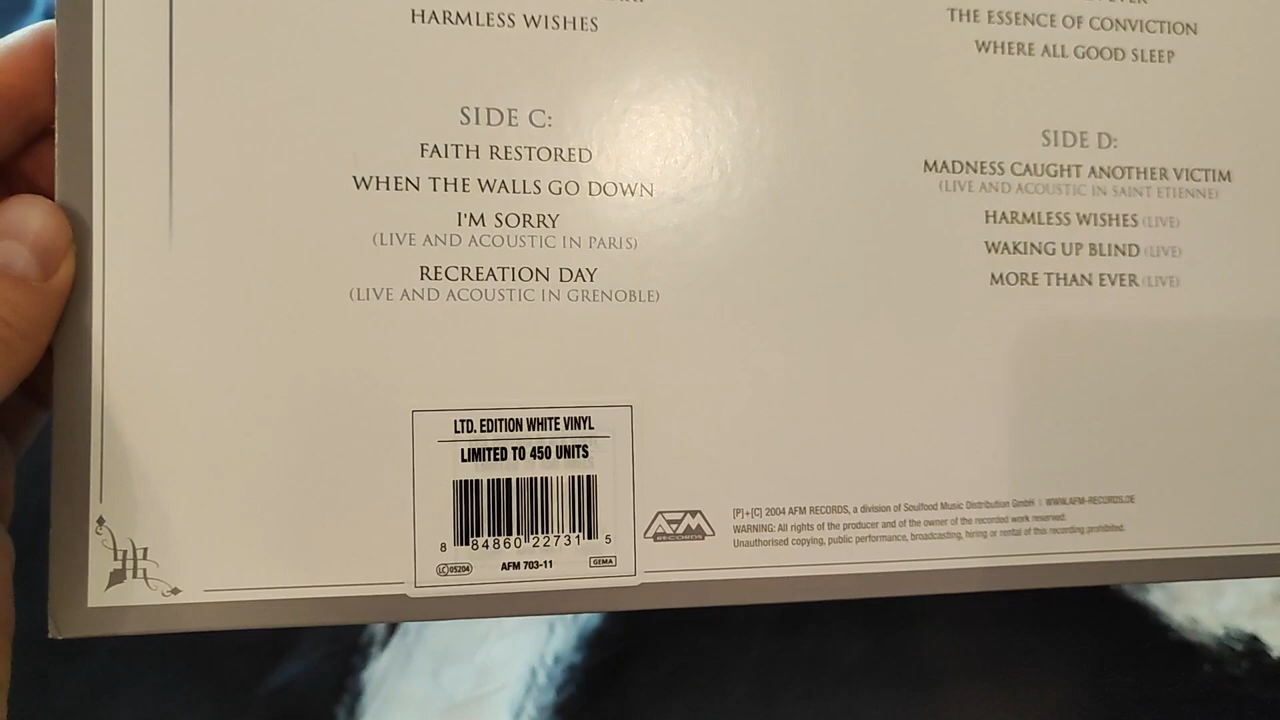 HARMLESS WISHES
EVER
THE ESSENCE OF CONVICTION
WHERE ALL GOOD SLEEP
SIDE C:
FAITH RESTORED
WHEN THE WALLS GO DOWN
I'M SORRY
(LIVE AND ACOUSTIC IN PARIS)
RECREATION DAY
(LIVE AND ACOUSTIC IN GRENOBLE)
SIDE D:
MADNESS CAUGHT ANOTHER VICTIM
(LIVE AND ACOUSTIC IN SAINT ETIENNE)
HARMLESS WISHES (LIVE)
WAKING UP BLIND (LIVE)
MORE THAN EVER (LIVE)
LTD. EDITION WHITE VINYL
LIMITED TO 450 UNITS
8 84860 22731 5
LC 05204
AFM 703-11
GEMA
AFM
RECORDS
[P]+[C] 2004 AFM RECORDS, a division of Soulfood Music Distribution GmbH | WWW.AFM-RECORDS.DE
WARNING: All rights of the producer and of the owner of the recorded work reserved.
Unauthorised copying, public performance, broadcasting, hiring or rental of this recording prohibited.